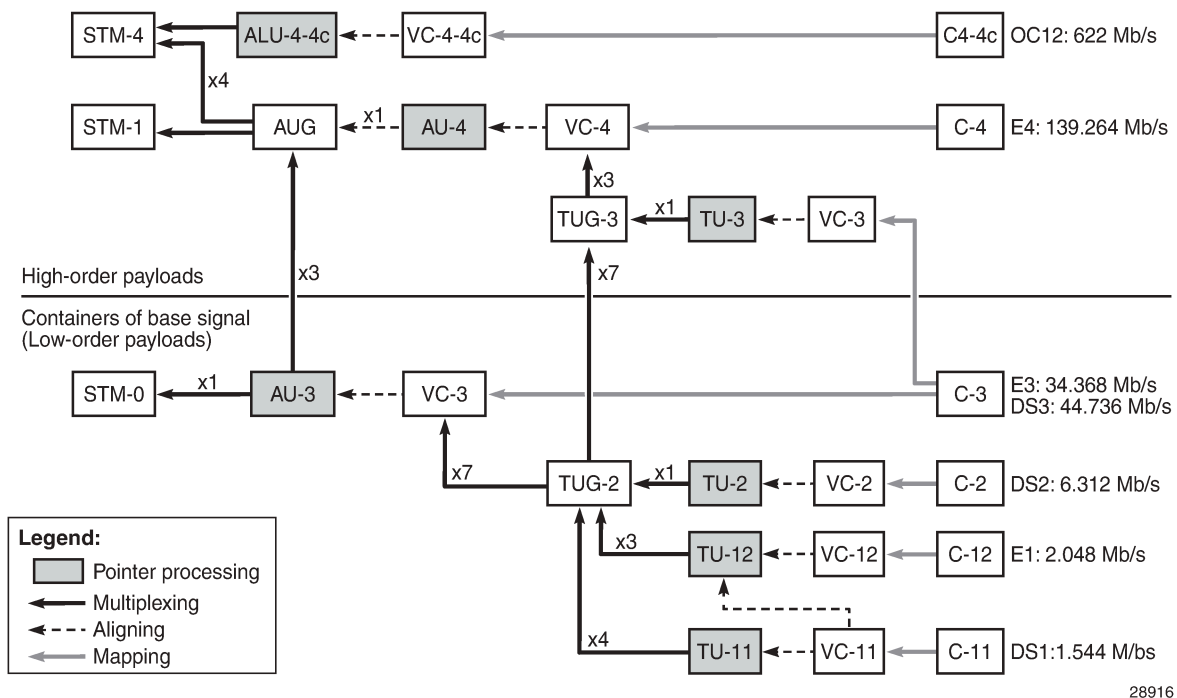 STM-4 ALU-4-4c VC-4-4c C4-4c OC12: 622 Mb/s
x4
STM-1 AUG x1 AU-4 VC-4 C-4 E4: 139.264 Mb/s
x3
TUG-3 x1 TU-3 VC-3
High-order payloads x3 x7
Containers of base signal
(Low-order payloads)
STM-0 x1 AU-3 VC-3 C-3 E3: 34.368 Mb/s
DS3: 44.736 Mb/s
x7 TUG-2 x1 TU-2 VC-2 C-2 DS2: 6.312 Mb/s
x3 TU-12 VC-12 C-12 E1: 2.048 Mb/s
x4 TU-11 VC-11 C-11 DS1:1.544 M/bs
Legend:
Pointer processing
Multiplexing
Aligning
Mapping
28916